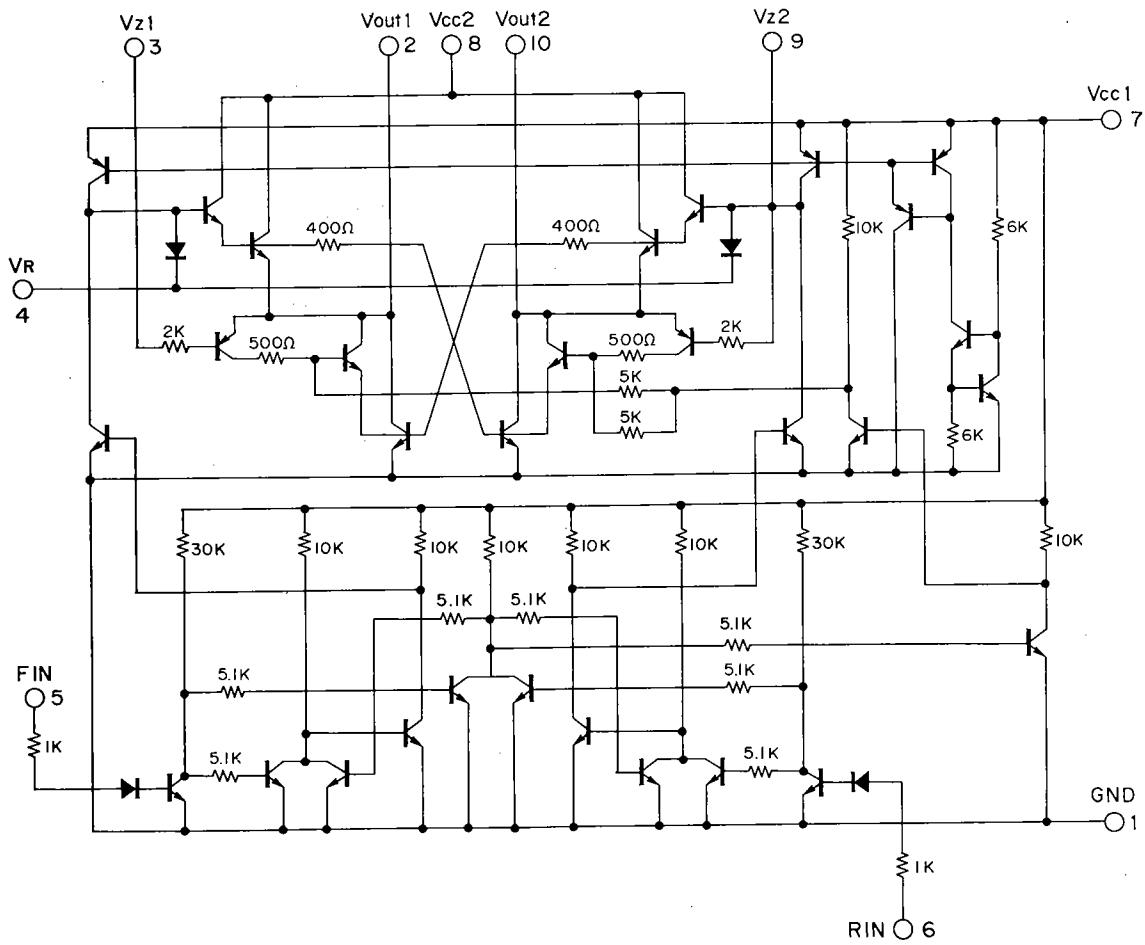 Vz1
3
Vout1
2
Vcc2
8
Vout2
10
Vz2
9
Vcc1
7
400Ω
400Ω
10K
6K
VR
4
2K
500Ω
500Ω
2K
5K
5K
6K
30K
10K
10K
10K
10K
10K
30K
10K
5.1K
5.1K
5.1K
FIN
5
5.1K
5.1K
1K
5.1K
5.1K
GND
1
1K
RIN
6